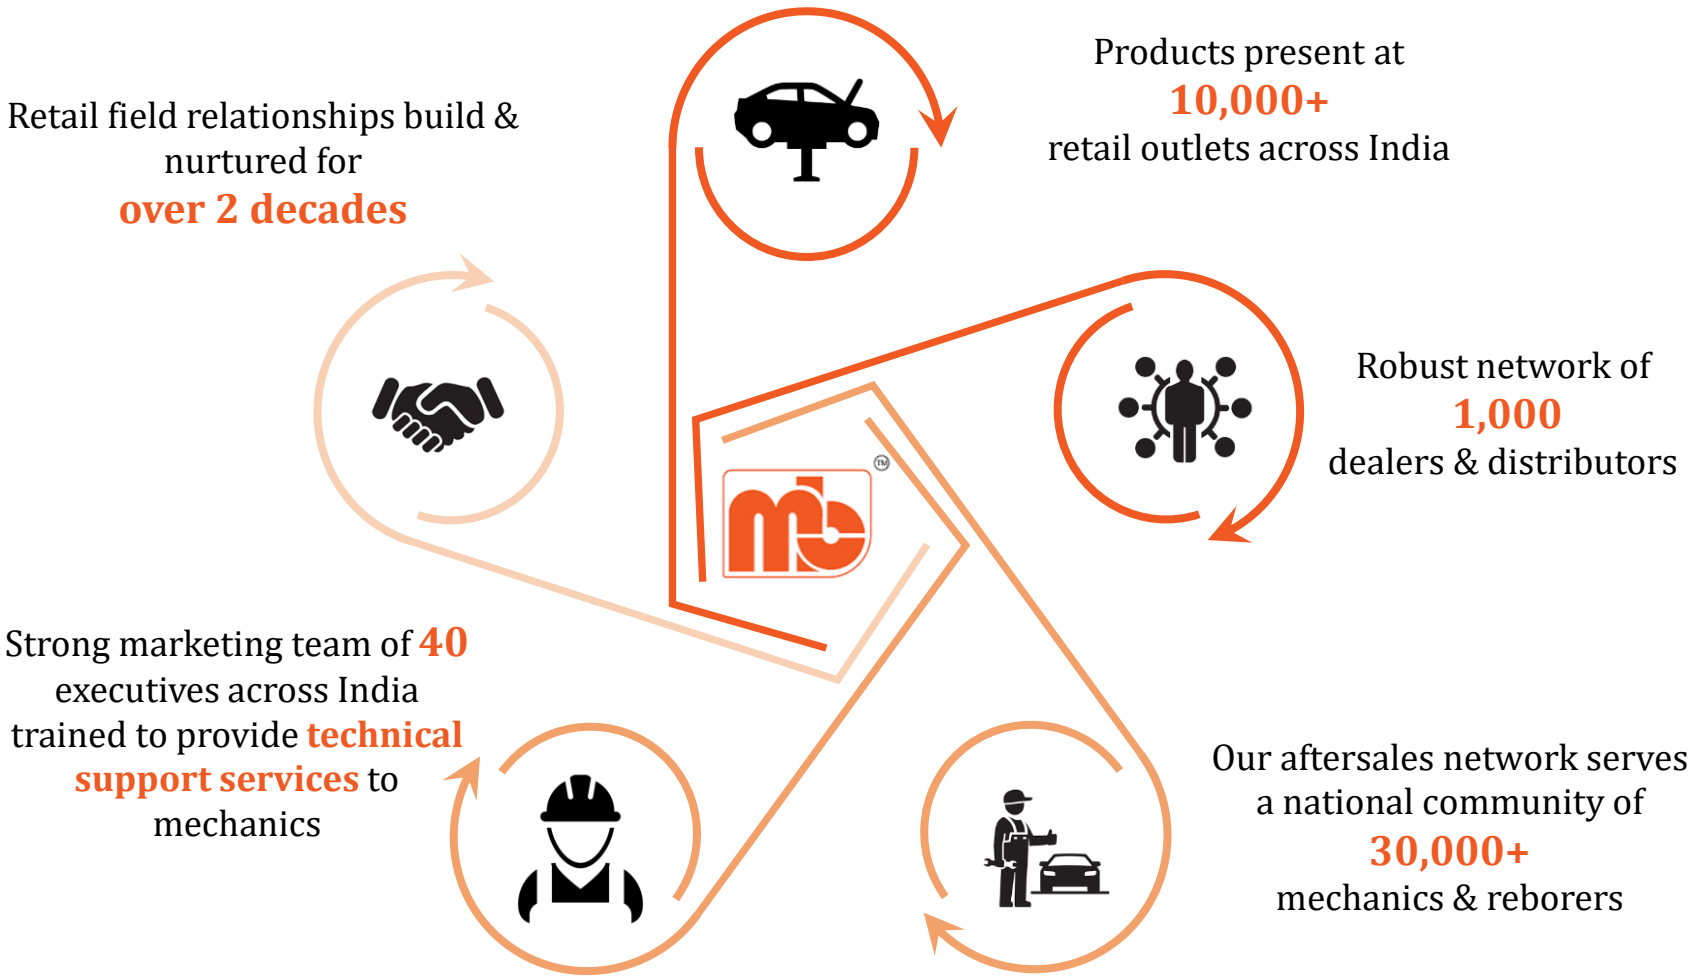 Products present at
10,000+
retail outlets across India
Retail field relationships build &
nurtured for
over 2 decades
Robust network of
1,000
dealers & distributors
mb
TM
Strong marketing team of 40
executives across India
trained to provide technical
support services to
mechanics
Our aftersales network serves
a national community of
30,000+
mechanics & reborers